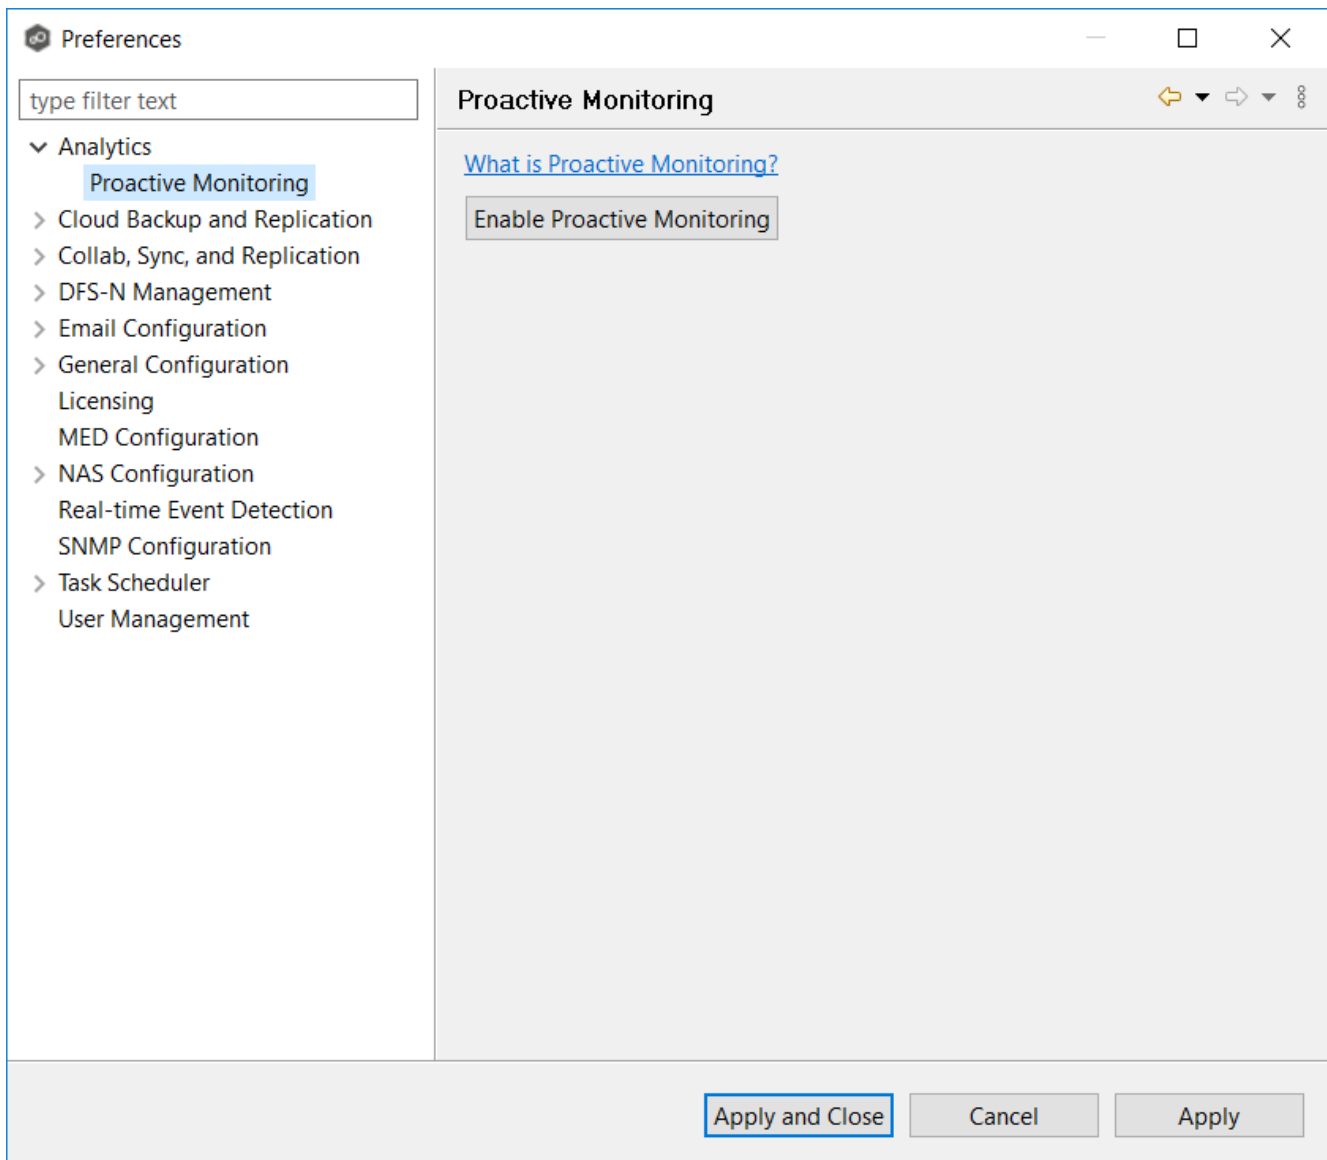 Preferences
type filter text
Analytics
Proactive Monitoring
Cloud Backup and Replication
Collab, Sync, and Replication
DFS-N Management
Email Configuration
General Configuration
Licensing
MED Configuration
NAS Configuration
Real-time Event Detection
SNMP Configuration
Task Scheduler
User Management
Proactive Monitoring
What is Proactive Monitoring?
Enable Proactive Monitoring
Apply and Close
Cancel
Apply